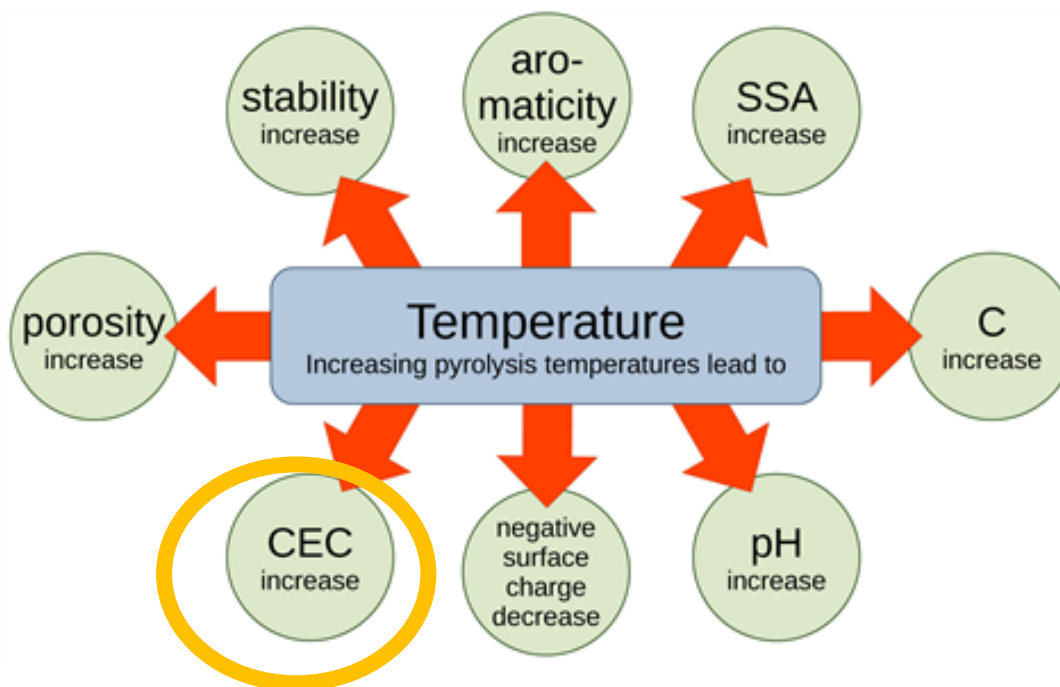 stability
increase
aro-
maticity
increase
SSA
increase
porosity
increase
Temperature
Increasing pyrolysis temperatures lead to
C
increase
CEC
increase
negative
surface
charge
decrease
pH
increase